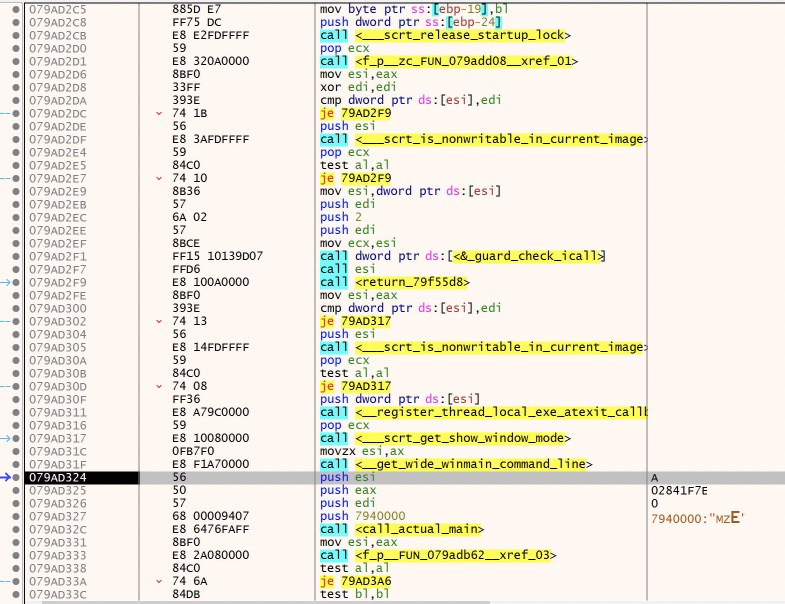 079AD2C5 885D E7 mov byte ptr ss:[ebp-19],bl
079AD2C8 FF75 DC push dword ptr ss:[ebp-24]
079AD2CB E8 E2FDFFFF call <___scrt_release_startup_lock>
079AD2D0 59 pop ecx
079AD2D1 E8 320A0000 call <f_p__zc_FUN_079add08__xref_01>
079AD2D6 8BF0 mov esi,eax
079AD2D8 33FF xor edi,edi
079AD2DA 393E cmp dword ptr ds:[esi],edi
079AD2DC 74 1B je 79AD2F9
079AD2DE 56 push esi
079AD2DF E8 3AFDFFFF call <___scrt_is_nonwritable_in_current_image>
079AD2E4 59 pop ecx
079AD2E5 84C0 test al,al
079AD2E7 74 10 je 79AD2F9
079AD2E9 8B36 mov esi,dword ptr ds:[esi]
079AD2EB 57 push edi
079AD2EC 6A 02 push 2
079AD2EE 57 push edi
079AD2EF 8BCE mov ecx,esi
079AD2F1 FF15 10139D07 call dword ptr ds:[<&_guard_check_icall>]
079AD2F7 FFD6 call esi
079AD2F9 E8 100A0000 call <return_79f55d8>
079AD2FE 8BF0 mov esi,eax
079AD300 393E cmp dword ptr ds:[esi],edi
079AD302 74 13 je 79AD317
079AD304 56 push esi
079AD305 E8 14FDFFFF call <___scrt_is_nonwritable_in_current_image>
079AD30A 59 pop ecx
079AD30B 84C0 test al,al
079AD30D 74 08 je 79AD317
079AD30F FF36 push dword ptr ds:[esi]
079AD311 E8 A79C0000 call <__register_thread_local_exe_atexit_callb
079AD316 59 pop ecx
079AD317 E8 10080000 call <___scrt_get_show_window_mode>
079AD31C 0FB7F0 movzx esi,ax
079AD31F E8 F1A70000 call <__get_wide_winmain_command_line>
079AD324 56 push esi A
079AD325 50 push eax 02841F7E
079AD326 57 push edi 0
079AD327 68 00009407 push 7940000 7940000:"MZE"
079AD32C E8 6476FAFF call <call_actual_main>
079AD331 8BF0 mov esi,eax
079AD333 E8 2A080000 call <f_p__FUN_079adb62__xref_03>
079AD338 84C0 test al,al
079AD33A 74 6A je 79AD3A6
079AD33C 84DB test bl,bl